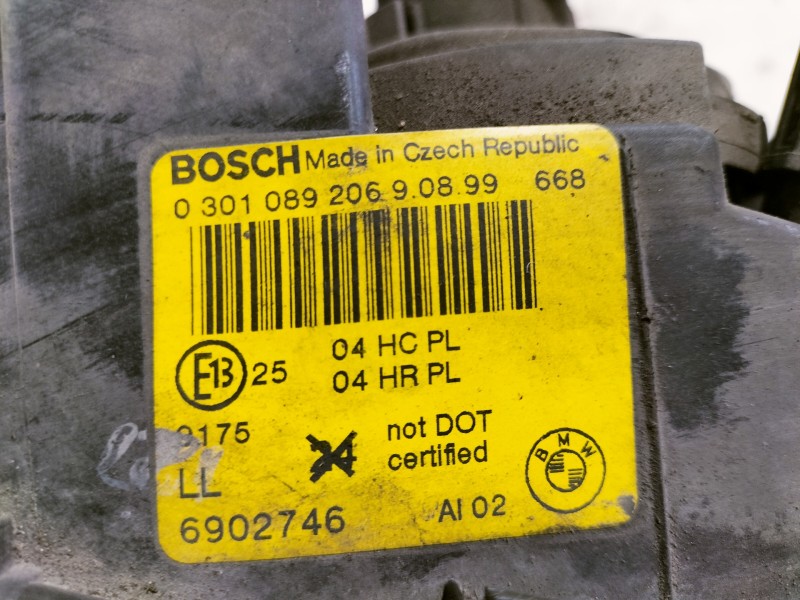 BOSCH Made in Czech Republic
0 301 089 206 9.08.99 668
04 HC PL
E13 25
04 HR PL
not DOT
certified
LL
BMW
6902746
AI 02